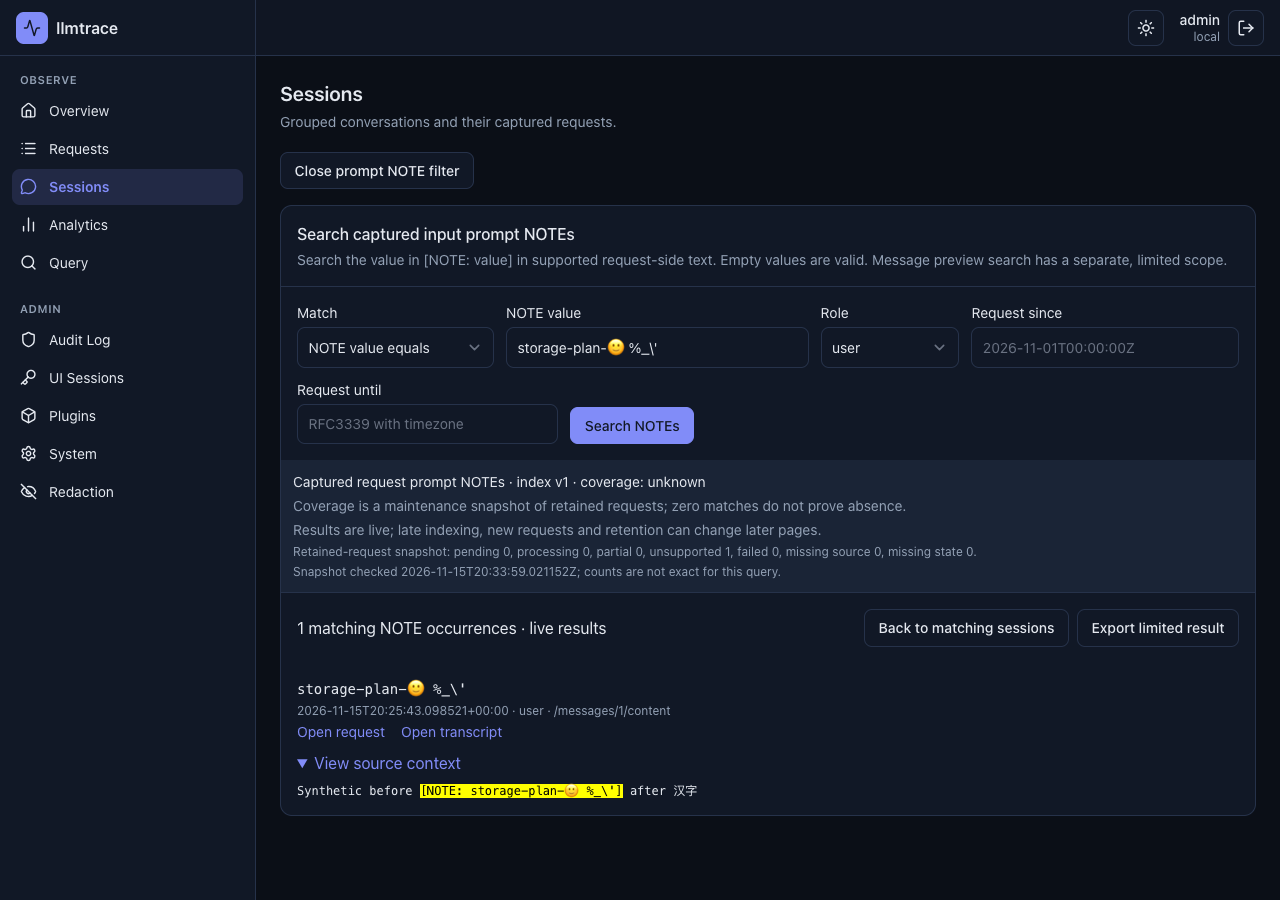 llmtrace
admin
local
OBSERVE
Overview
Requests
Sessions
Analytics
Query
ADMIN
Audit Log
UI Sessions
Plugins
System
Redaction
Sessions
Grouped conversations and their captured requests.
Close prompt NOTE filter
Search captured input prompt NOTEs
Search the value in [NOTE: value] in supported request-side text. Empty values are valid. Message preview search has a separate, limited scope.
Match NOTE value Role Request since
NOTE value equals storage-plan-🙂 %_\' user 2026-11-01T00:00:00Z
Request until
RFC3339 with timezone Search NOTEs
Captured request prompt NOTEs · index v1 · coverage: unknown
Coverage is a maintenance snapshot of retained requests; zero matches do not prove absence.
Results are live; late indexing, new requests and retention can change later pages.
Retained-request snapshot: pending 0, processing 0, partial 0, unsupported 1, failed 0, missing source 0, missing state 0.
Snapshot checked 2026-11-15T20:33:59.021152Z; counts are not exact for this query.
1 matching NOTE occurrences · live results Back to matching sessions Export limited result
storage-plan-🙂 %_\'
2026-11-15T20:25:43.098521+00:00 · user · /messages/1/content
Open request Open transcript
▼ View source context
Synthetic before [NOTE: storage-plan-🙂 %_\'] after 汉字